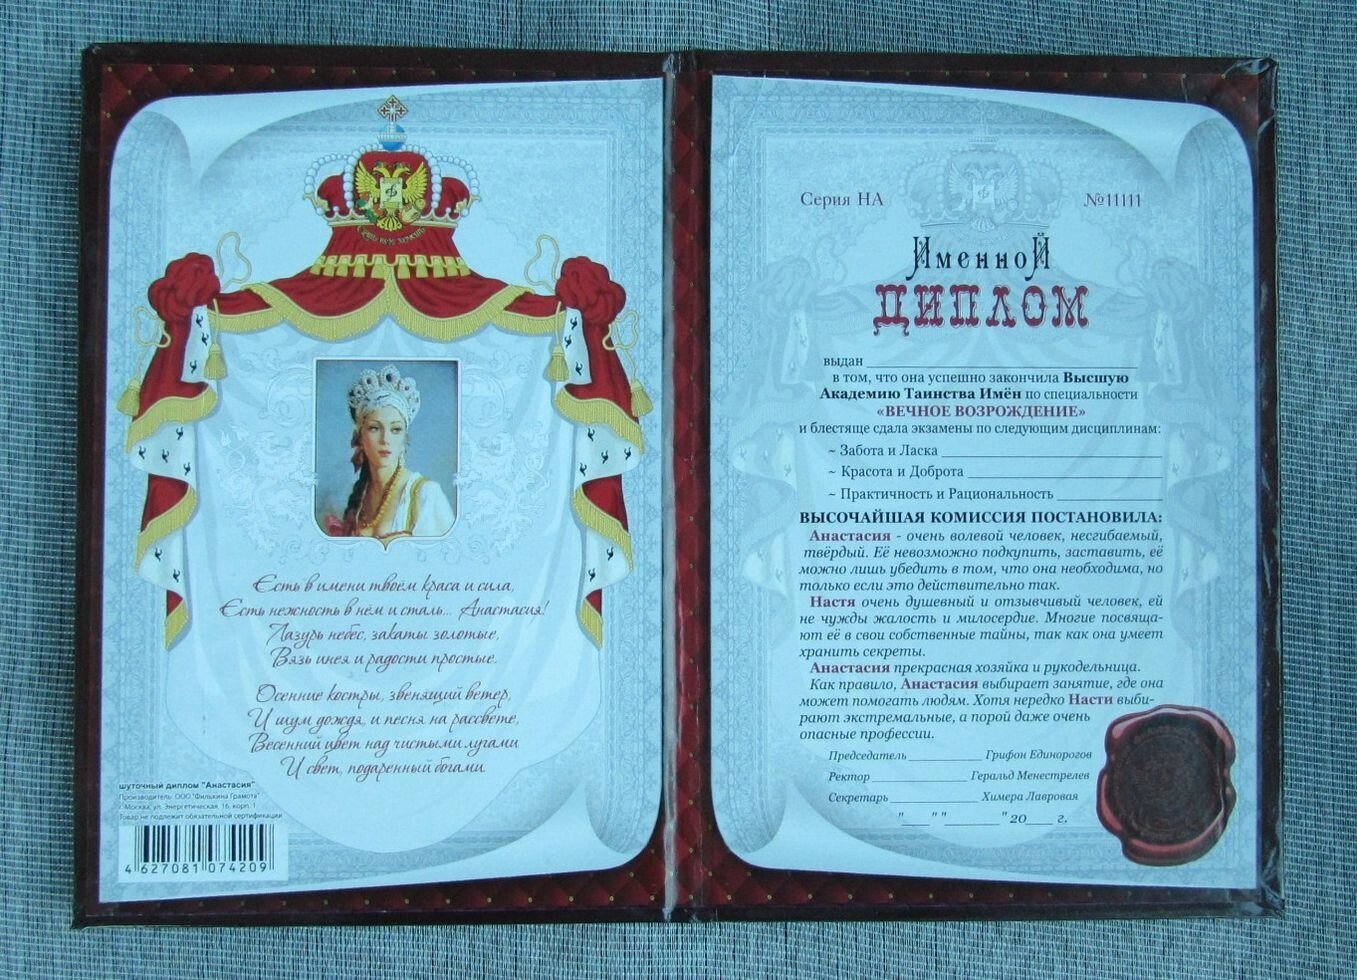 Есть в имени твоём краса и сила,
Есть нежность в нём и сталь... Анастасия!
Лазурь небес, закаты золотые,
Вязь инея и радости простые.
Осенние костры, звенящий ветер,
И шум дождя, и песня на рассвете,
Весенний цвет над чистыми лугами
И свет, подаренный богами
шуточный диплом "Анастасия"
Производитель: ООО "Филькина Грамота"
г. Москва, ул. Энергетическая, 16, корп. 1
Товар не подлежит обязательной сертификации
4 627081 074209
Серия НА №11111
Именной
ДИПЛОМ
выдан
в том, что она успешно закончила Высшую
Академию Таинства Имён по специальности
«ВЕЧНОЕ ВОЗРОЖДЕНИЕ»
и блестяще сдала экзамены по следующим дисциплинам:
~ Забота и Ласка
~ Красота и Доброта
~ Практичность и Рациональность
ВЫСОЧАЙШАЯ КОМИССИЯ ПОСТАНОВИЛА:
Анастасия - очень волевой человек, несгибаемый,
твёрдый. Её невозможно подкупить, заставить, её
можно лишь убедить в том, что она необходима, но
только если это действительно так.
Настя очень душевный и отзывчивый человек, ей
не чужды жалость и милосердие. Многие посвяща-
ют её в свои собственные тайны, так как она умеет
хранить секреты.
Анастасия прекрасная хозяйка и рукодельница.
Как правило, Анастасия выбирает занятие, где она
может помогать людям. Хотя нередко Насти выби-
рают экстремальные, а порой даже очень
опасные профессии.
Председатель Грифон Единорогов
Ректор Геральд Менестрелев
Секретарь Химера Лавровая
"___" "________" 20___ г.